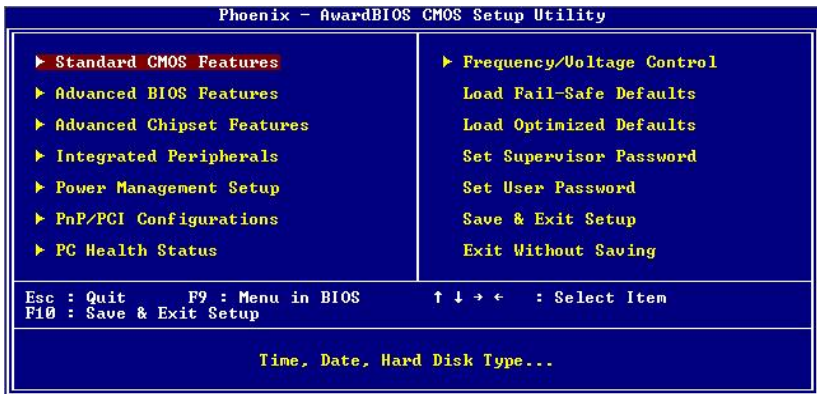 Phoenix - AwardBIOS CMOS Setup Utility
▶ Standard CMOS Features
▶ Advanced BIOS Features
▶ Advanced Chipset Features
▶ Integrated Peripherals
▶ Power Management Setup
▶ PnP/PCI Configurations
▶ PC Health Status
▶ Frequency/Voltage Control
Load Fail-Safe Defaults
Load Optimized Defaults
Set Supervisor Password
Set User Password
Save & Exit Setup
Exit Without Saving
Esc : Quit F9 : Menu in BIOS ↑ ↓ → ← : Select Item
F10 : Save & Exit Setup
Time, Date, Hard Disk Type...